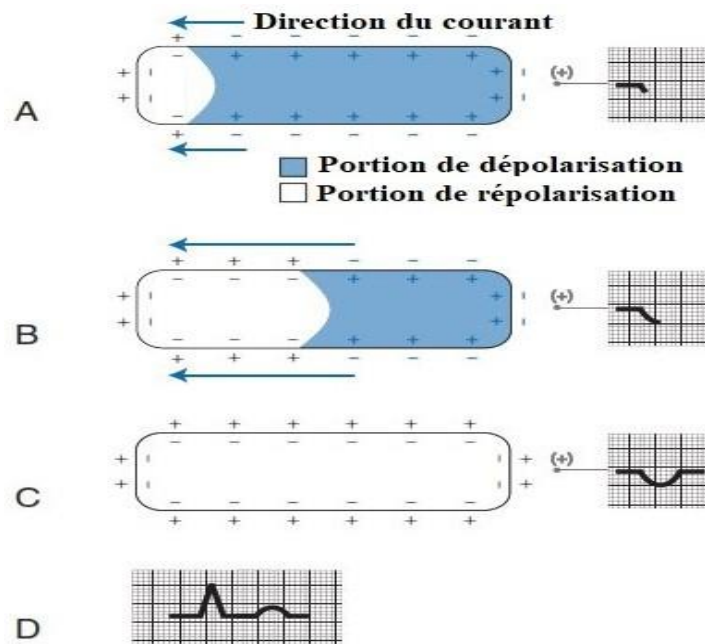 Direction du courant
(+)
A
Portion de dépolarisation
Portion de répolarisation
B
(+)
C
(+)
D